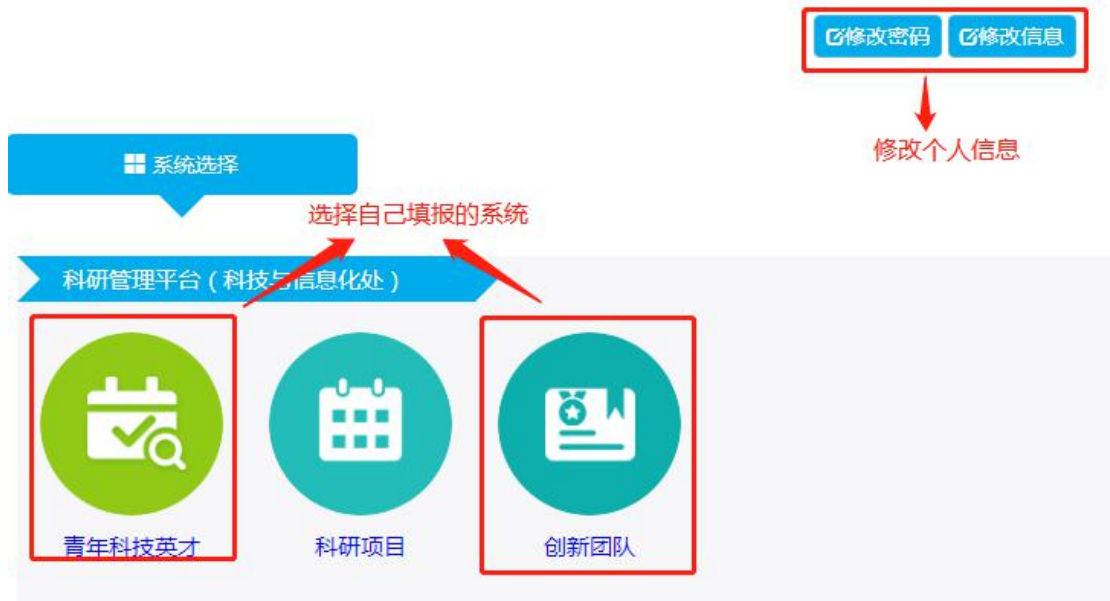 修改密码 修改信息
修改个人信息
系统选择
选择自己填报的系统
科研管理平台（科技与信息化处）
青年科技英才 科研项目 创新团队